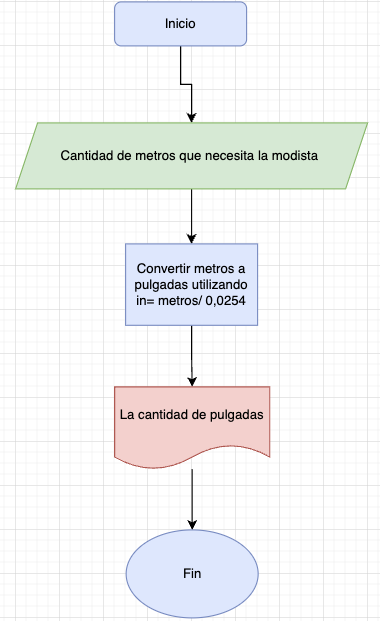 Inicio
Cantidad de metros que necesita la modista
Convertir metros a
pulgadas utilizando
in= metros/ 0,0254
La cantidad de pulgadas
Fin